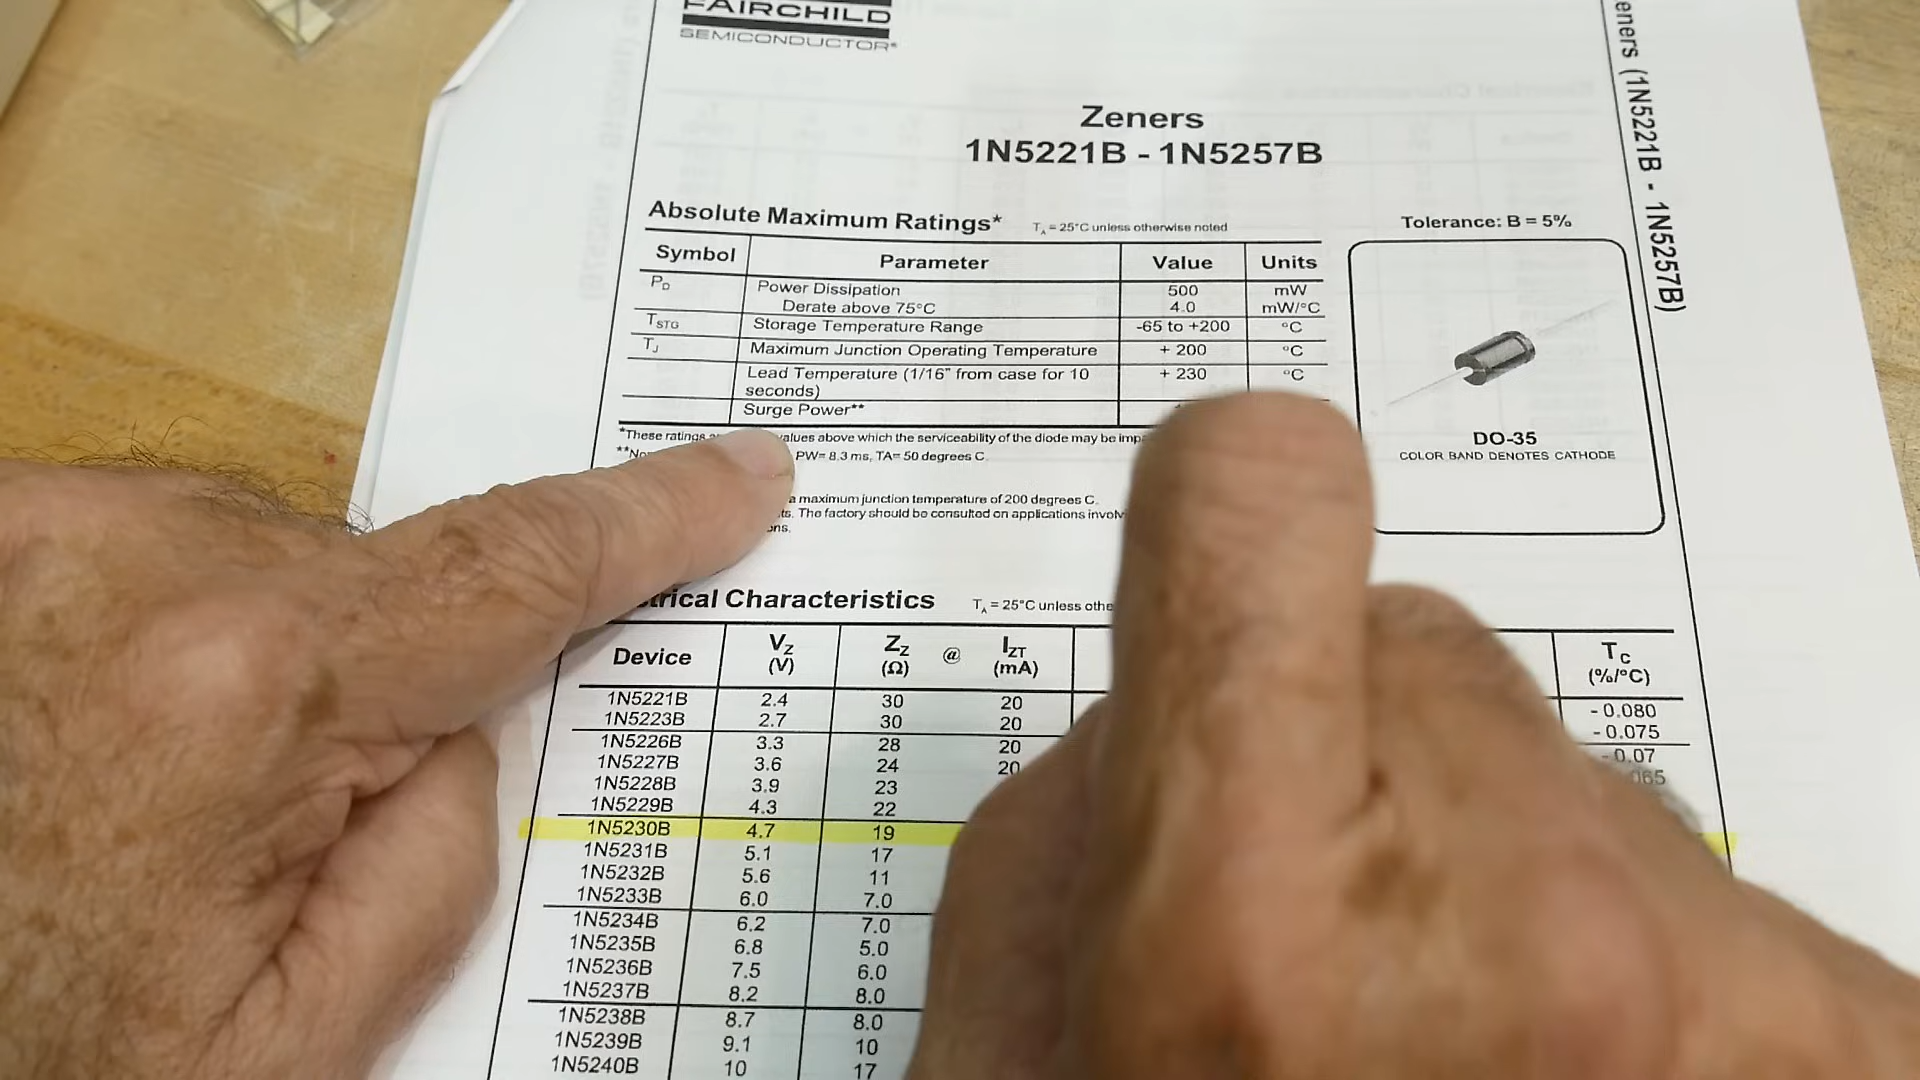 FAIRCHILD
SEMICONDUCTOR®
Zeners
1N5221B - 1N5257B
Absolute Maximum Ratings* TA = 25°C unless otherwise noted
Symbol Parameter Value Units
PD Power Dissipation 500 mW
Derate above 75°C 4.0 mW/°C
TSTG Storage Temperature Range -65 to +200 °C
TJ Maximum Junction Operating Temperature + 200 °C
Lead Temperature (1/16" from case for 10 + 230 °C
seconds)
Surge Power**
*These ratings values above which the serviceability of the diode may be
PW= 8.3 ms, TA= 50 degrees C.
a maximum junction temperature of 200 degrees C.
The factory should be consulted on applications
Tolerance: B = 5%
DO-35
COLOR BAND DENOTES CATHODE
(1N5221B - 1N5257B)
Characteristics TA = 25°C unless
Device VZ ZZ @ IZT TC
(V) (Ω) (mA) (%/°C)
1N5221B 2.4 30 20 - 0.080
1N5223B 2.7 30 20 - 0.075
1N5226B 3.3 28 20 - 0.07
1N5227B 3.6 24 20
1N5228B 3.9 23
1N5229B 4.3 22
1N5230B 4.7 19
1N5231B 5.1 17
1N5232B 5.6 11
1N5233B 6.0 7.0
1N5234B 6.2 7.0
1N5235B 6.8 5.0
1N5236B 7.5 6.0
1N5237B 8.2 8.0
1N5238B 8.7 8.0
1N5239B 9.1 10
1N5240B 10 17